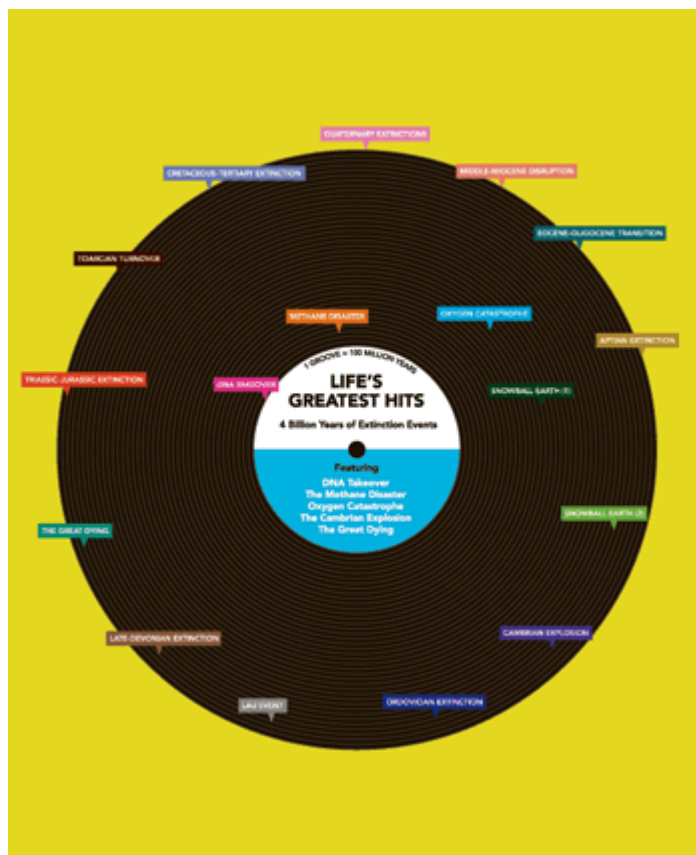 QUATERNARY EXTINCTIONS
CRETACEOUS-TERTIARY EXTINCTION
MIDDLE-MIOCENE DISRUPTION
EOCENE-OLIGOCENE TRANSITION
TOARCIAN TURNOVER
METHANE DISASTER
OXYGEN CATASTROPHE
APTIAN EXTINCTION
1 GROOVE = 100 MILLION YEARS
TRIASSIC-JURASSIC EXTINCTION
DNA TAKEOVER
SNOWBALL EARTH (1)
LIFE'S
GREATEST HITS
4 Billion Years of Extinction Events
Featuring
DNA Takeover
The Methane Disaster
Oxygen Catastrophe
The Cambrian Explosion
The Great Dying
SNOWBALL EARTH (2)
THE GREAT DYING
LATE-DEVONIAN EXTINCTION
CAMBRIAN EXPLOSION
LAU EVENT
ORDOVICIAN EXTINCTION